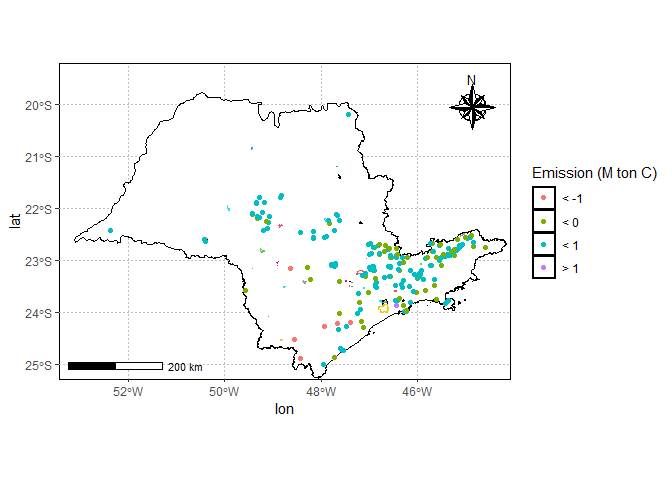 N
20°S
21°S
22°S
23°S
24°S
25°S
lat
200 km
52°W
50°W
48°W
46°W
lon
Emission (M ton C)
< -1
< 0
< 1
> 1